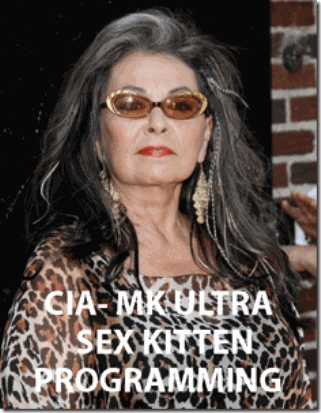 CIA- MK ULTRA
SEX KITTEN
PROGRAMMING